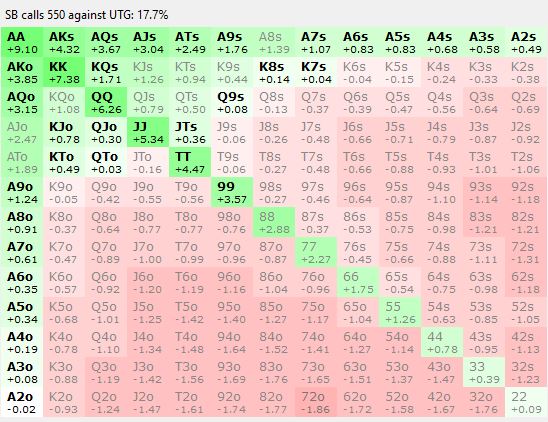 SB calls 550 against UTG: 17.7%
AA AKs AQs AJs ATs A9s A8s A7s A6s A5s A4s A3s A2s
+9.10 +4.32 +3.67 +3.04 +2.49 +1.76 +1.39 +1.07 +0.83 +0.83 +0.68 +0.58 +0.49
AKo KK KQs KJs KTs K9s K8s K7s K6s K5s K4s K3s K2s
+3.85 +7.38 +1.71 +1.26 +0.94 +0.44 +0.14 +0.04 -0.04 -0.15 -0.24 -0.33 -0.38
AQo KQo QQ QJs QTs Q9s Q8s Q7s Q6s Q5s Q4s Q3s Q2s
+3.15 +1.08 +6.26 +0.79 +0.50 +0.08 -0.13 -0.37 -0.39 -0.47 -0.56 -0.64 -0.69
AJo KJo QJo JJ JTs J9s J8s J7s J6s J5s J4s J3s J2s
+2.47 +0.78 +0.30 +5.34 +0.36 -0.06 -0.26 -0.48 -0.66 -0.71 -0.79 -0.87 -0.92
ATo KTo QTo JTo TT T9s T8s T7s T6s T5s T4s T3s T2s
+1.89 +0.49 +0.03 -0.16 +4.47 -0.06 -0.27 -0.48 -0.66 -0.88 -0.93 -1.01 -1.06
A9o K9o Q9o J9o T9o 99 98s 97s 96s 95s 94s 93s 92s
+1.24 -0.05 -0.42 -0.55 -0.56 +3.57 -0.27 -0.46 -0.64 -0.87 -1.10 -1.14 -1.18
A8o K8o Q8o J8o T8o 98o 88 87s 86s 85s 84s 83s 82s
+0.91 -0.37 -0.64 -0.77 -0.77 -0.76 +2.88 -0.37 -0.53 -0.75 -0.98 -1.21 -1.21
A7o K7o Q7o J7o T7o 97o 87o 77 76s 75s 74s 73s 72s
+0.61 -0.47 -0.89 -1.00 -0.99 -0.96 -0.87 +2.27 -0.45 -0.66 -0.88 -1.11 -1.31
A6o K6o Q6o J6o T6o 96o 86o 76o 66 65s 64s 63s 62s
+0.35 -0.57 -0.92 -1.20 -1.19 -1.16 -1.04 -0.96 +1.75 -0.54 -0.75 -0.98 -1.18
A5o K5o Q5o J5o T5o 95o 85o 75o 65o 55 54s 53s 52s
+0.34 -0.68 -1.01 -1.25 -1.42 -1.40 -1.27 -1.17 -1.04 +1.26 -0.63 -0.85 -1.05
A4o K4o Q4o J4o T4o 94o 84o 74o 64o 54o 44 43s 42s
+0.19 -0.78 -1.10 -1.34 -1.48 -1.64 -1.52 -1.41 -1.27 -1.14 +0.78 -0.95 -1.13
A3o K3o Q3o J3o T3o 93o 83o 73o 63o 53o 43o 33 32s
+0.08 -0.88 -1.19 -1.42 -1.56 -1.69 -1.76 -1.65 -1.51 -1.37 -1.47 +0.39 -1.23
A2o K2o Q2o J2o T2o 92o 82o 72o 62o 52o 42o 32o 22
-0.02 -0.93 -1.24 -1.47 -1.61 -1.74 -1.77 -1.86 -1.72 -1.58 -1.67 -1.76 +0.09